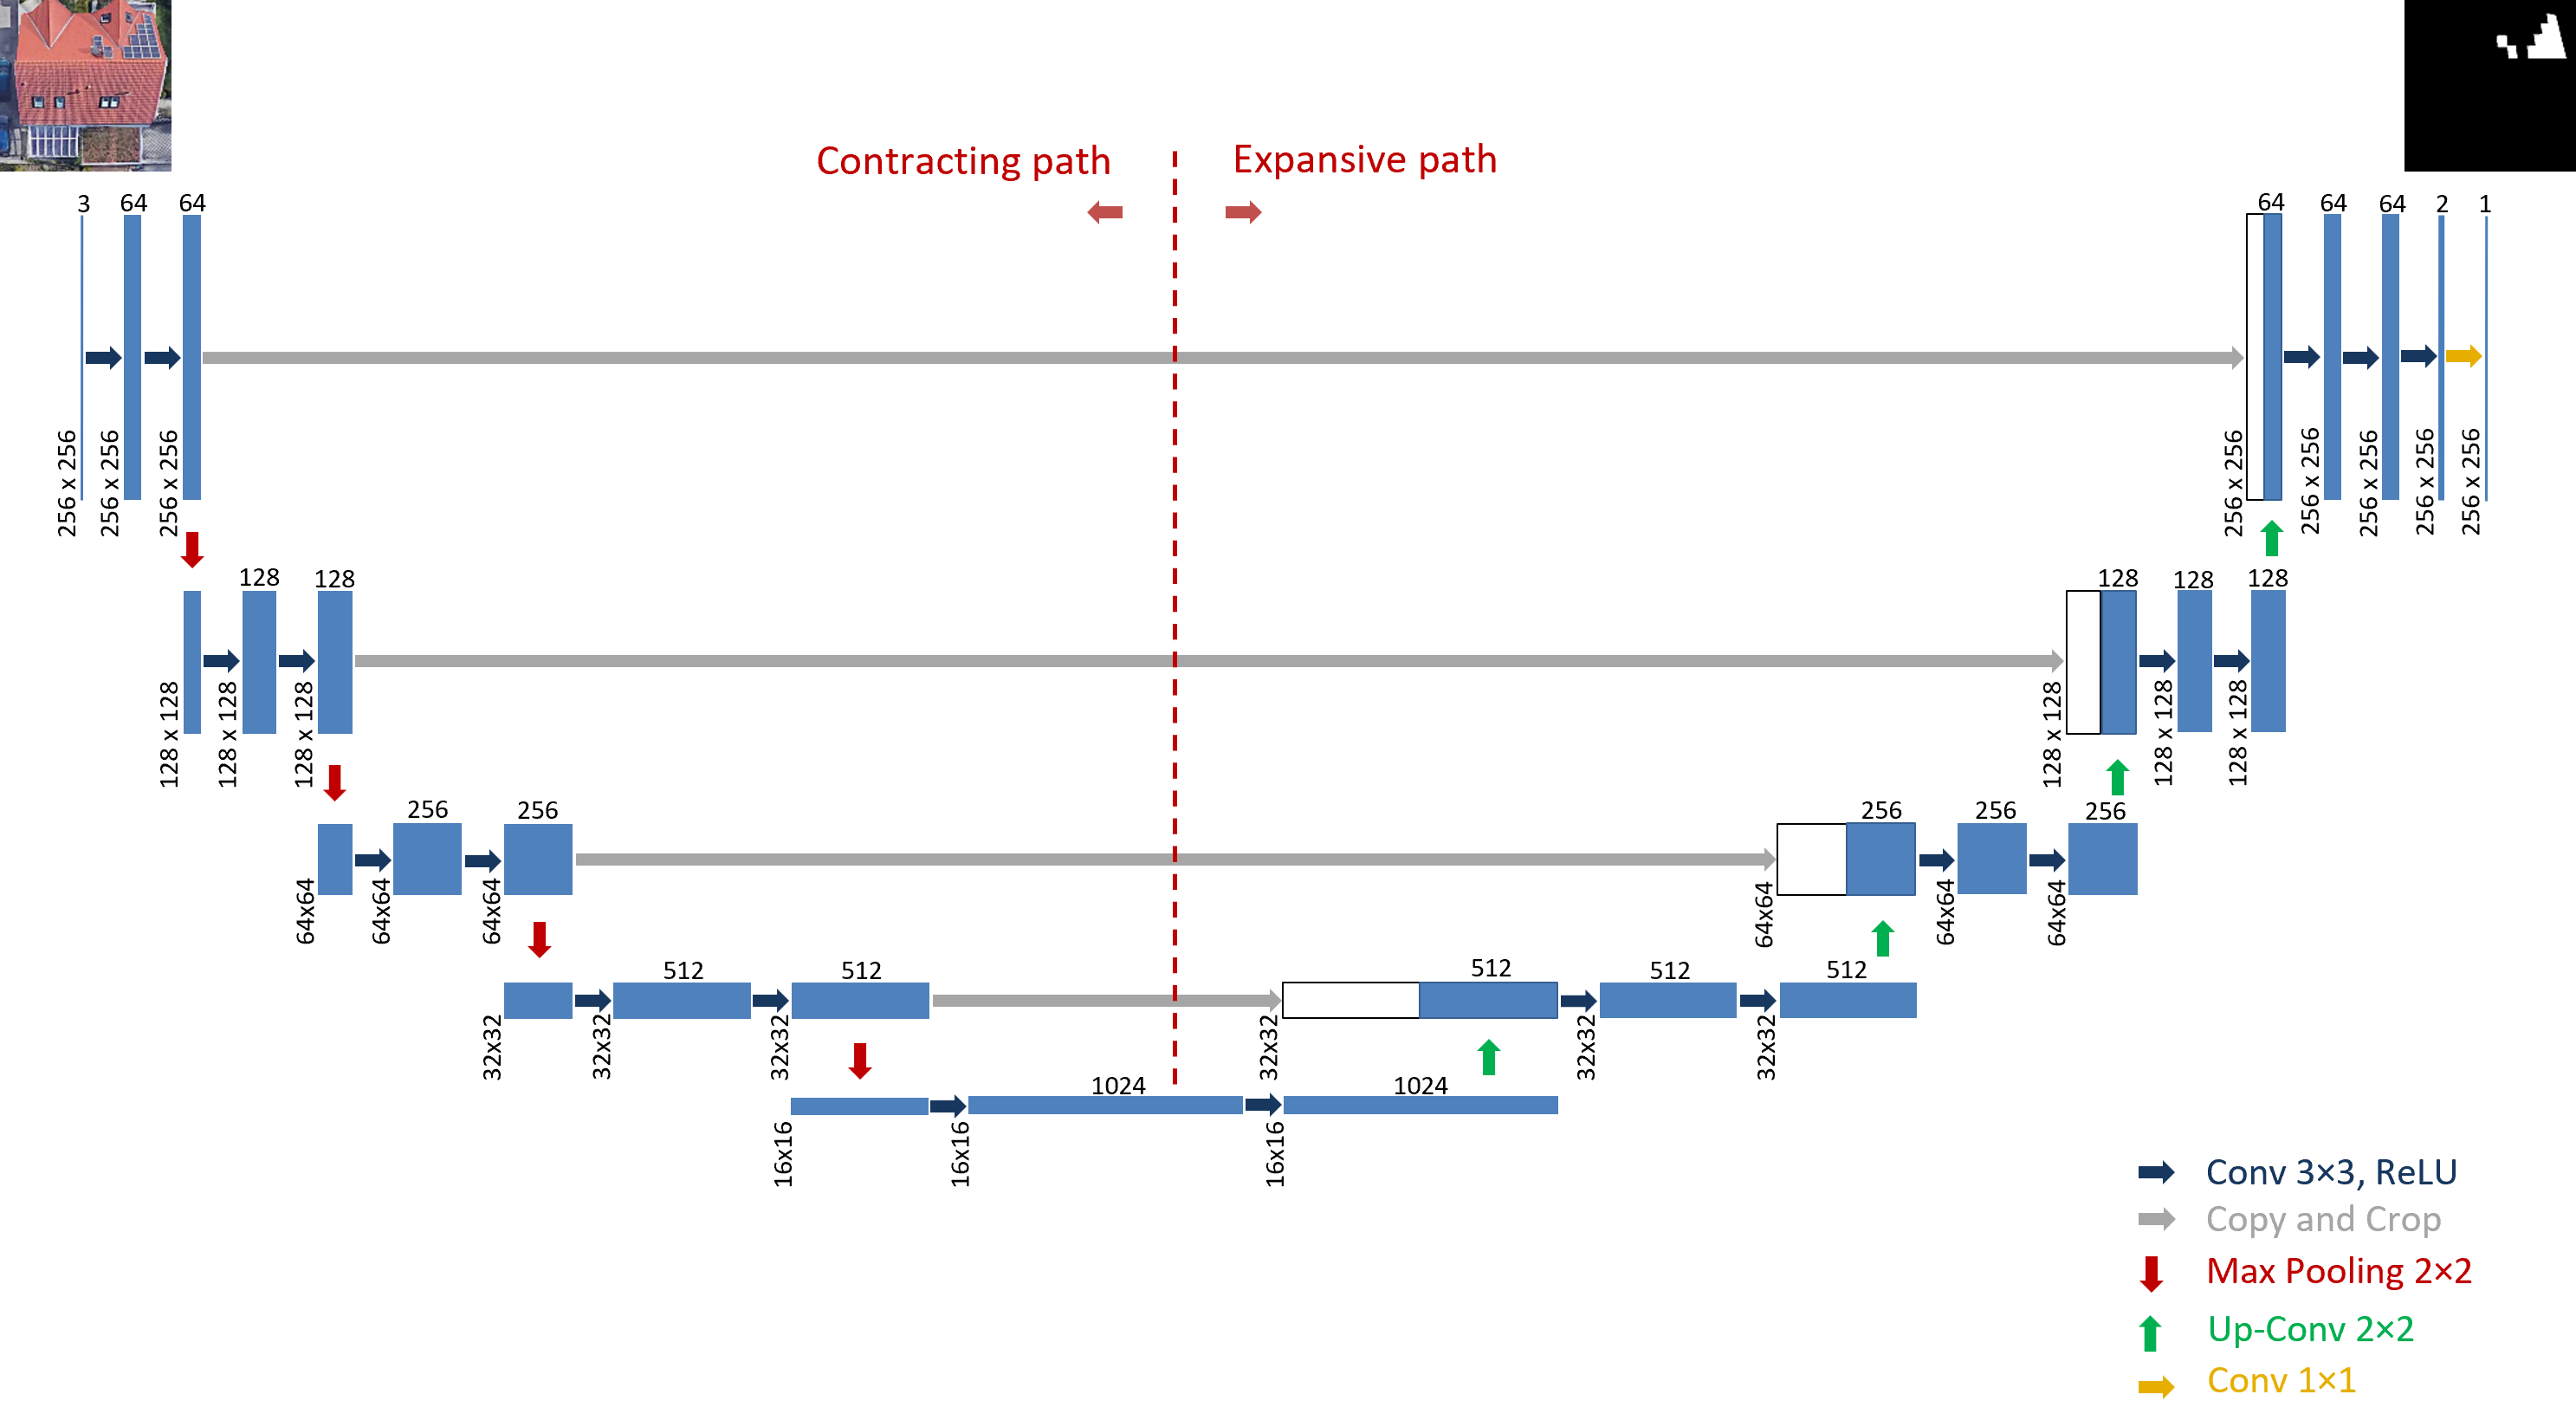 Contracting path
Expansive path
3
64
64
64
64
64
2
1
256 x 256
256 x 256
256 x 256
256 x 256
256 x 256
256 x 256
256 x 256
256 x 256
128
128
128
128
128
128 x 128
128 x 128
128 x 128
128 x 128
128 x 128
128 x 128
256
256
256
256
256
64x64
64x64
64x64
64x64
64x64
64x64
512
512
512
512
512
32x32
32x32
32x32
32x32
32x32
32x32
1024
1024
16x16
16x16
16x16
Conv 3×3, ReLU
Copy and Crop
Max Pooling 2×2
Up-Conv 2×2
Conv 1×1